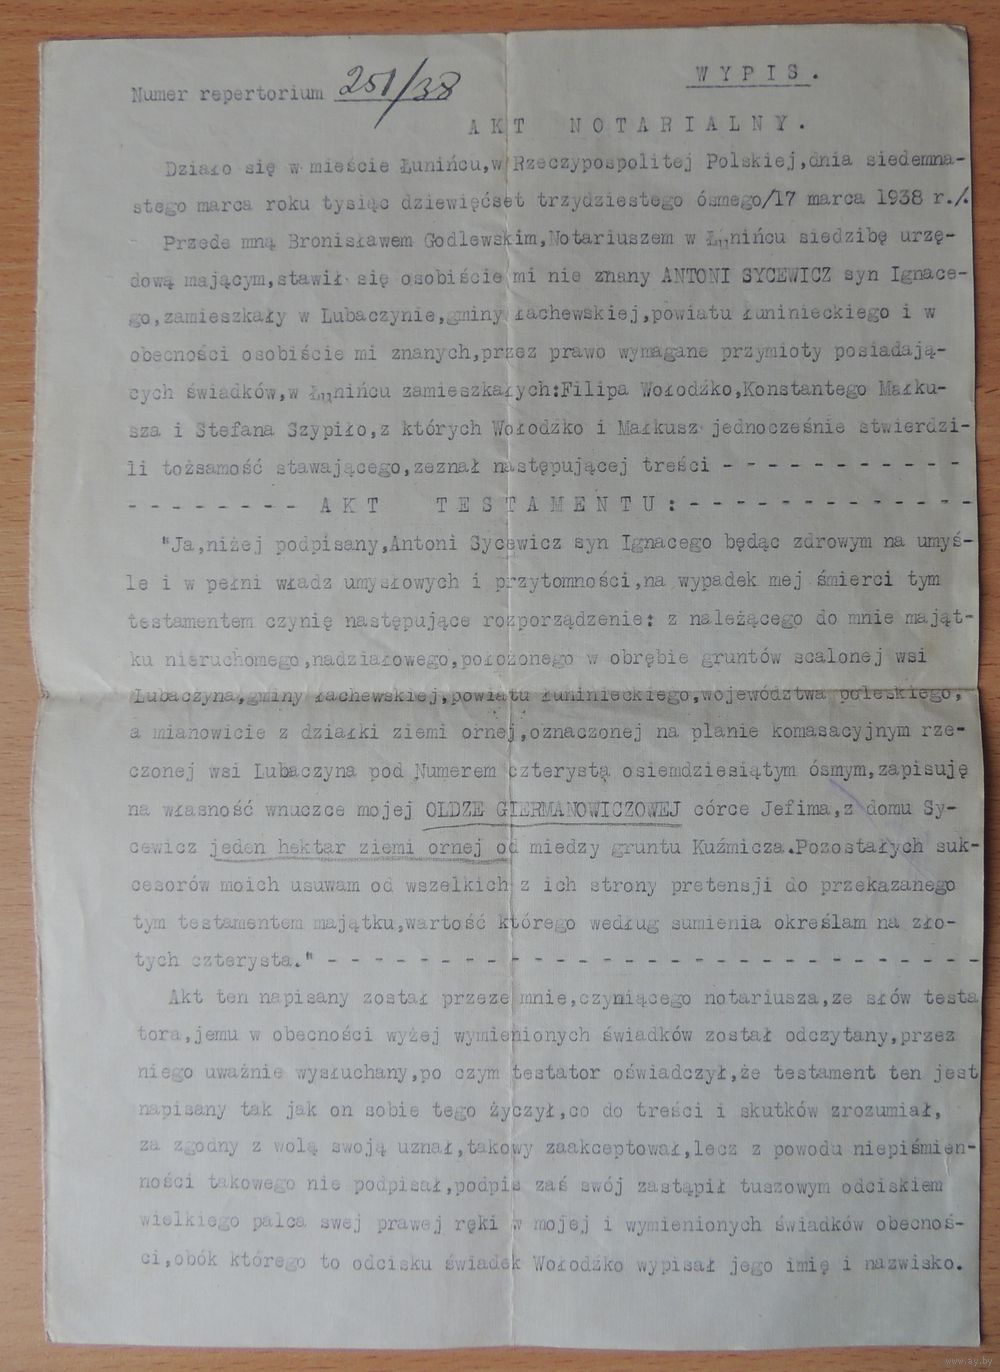 WYPIS.
Numer repertorium 251/38
AKT NOTARIALNY.
Działo się w mieście Łunińcu,w Rzeczypospolitej Polskiej,dnia siedemna-
stego marca roku tysiąc dziewięćset trzydziestego ósmego/17 marca 1938 r./.
Przede mną Bronisławem Godlewskim,Notariuszem w Łunińcu siedzibę urzę-
dową mającym,stawił się osobiście mi nie znany ANTONI SYCEWICZ syn Ignace-
go,zamieszkały w Lubaczynie,gminy łachewskiej,powiatu łuninieckiego i w
obecności osobiście mi znanych,przez prawo wymagane przymioty posiadają-
cych świadków,w Łunińcu zamieszkałych:Filipa Wołodźko,Konstantego Małku-
sza i Stefana Szypiło,z których Wołodźko i Małkusz jednocześnie stwierdzi-
li tożsamość stawającego,zeznał następującej treści - - - - - - - - - - -
- - - - - - - - AKT TESTAMENTU: - - - - - - - - - - - - -
"Ja,niżej podpisany,Antoni Sycewicz syn Ignacego będąc zdrowym na umyś-
le i w pełni władz umysłowych i przytomności,na wypadek mej śmierci tym
testamentem czynię następujące rozporządzenie: z należącego do mnie mająt-
ku nieruchomego,nadziałowego,położonego w obrębie gruntów scalonej wsi
Lubaczyna,gminy łachewskiej,powiatu łuninieckiego,województwa poleskiego,
a mianowicie z działki ziemi ornej,oznaczonej na planie komasacyjnym rze-
czonej wsi Lubaczyna pod Numerem czterystą osiemdziesiątym ósmym,zapisuję
na własność wnuczce mojej OLDZE GIERMANOWICZOWEJ córce Jefima,z domu Sy-
cewicz jeden hektar ziemi ornej od miedzy gruntu Kuźmicza.Pozostałych suk-
cesorów moich usuwam od wszelkich z ich strony pretensji do przekazanego
tym testamentem majątku,wartość którego według sumienia określam na zło-
tych czterysta." - - - - - - - - - - - - - - - - - - - - - - - - - - - -
Akt ten napisany został przeze mnie,czyniącego notariusza,ze słów testa
tora,jemu w obecności wyżej wymienionych świadków został odczytany,przez
niego uważnie wysłuchany,po czym testator oświadczył,że testament ten jest
napisany tak jak on sobie tego życzył,co do treści i skutków zrozumiał,
za zgodny z wolą swoją uznał,takowy zaakceptował,lecz z powodu niepiśmien-
ności takowego nie podpisał,podpis zaś swój zastąpił tuszowym odciskiem
wielkiego palca swej prawej ręki w mojej i wymienionych świadków obecnoś-
ci,obók którego to odcisku świadek Wołodźko wypisał jego imię i nazwisko.
www.ay.by